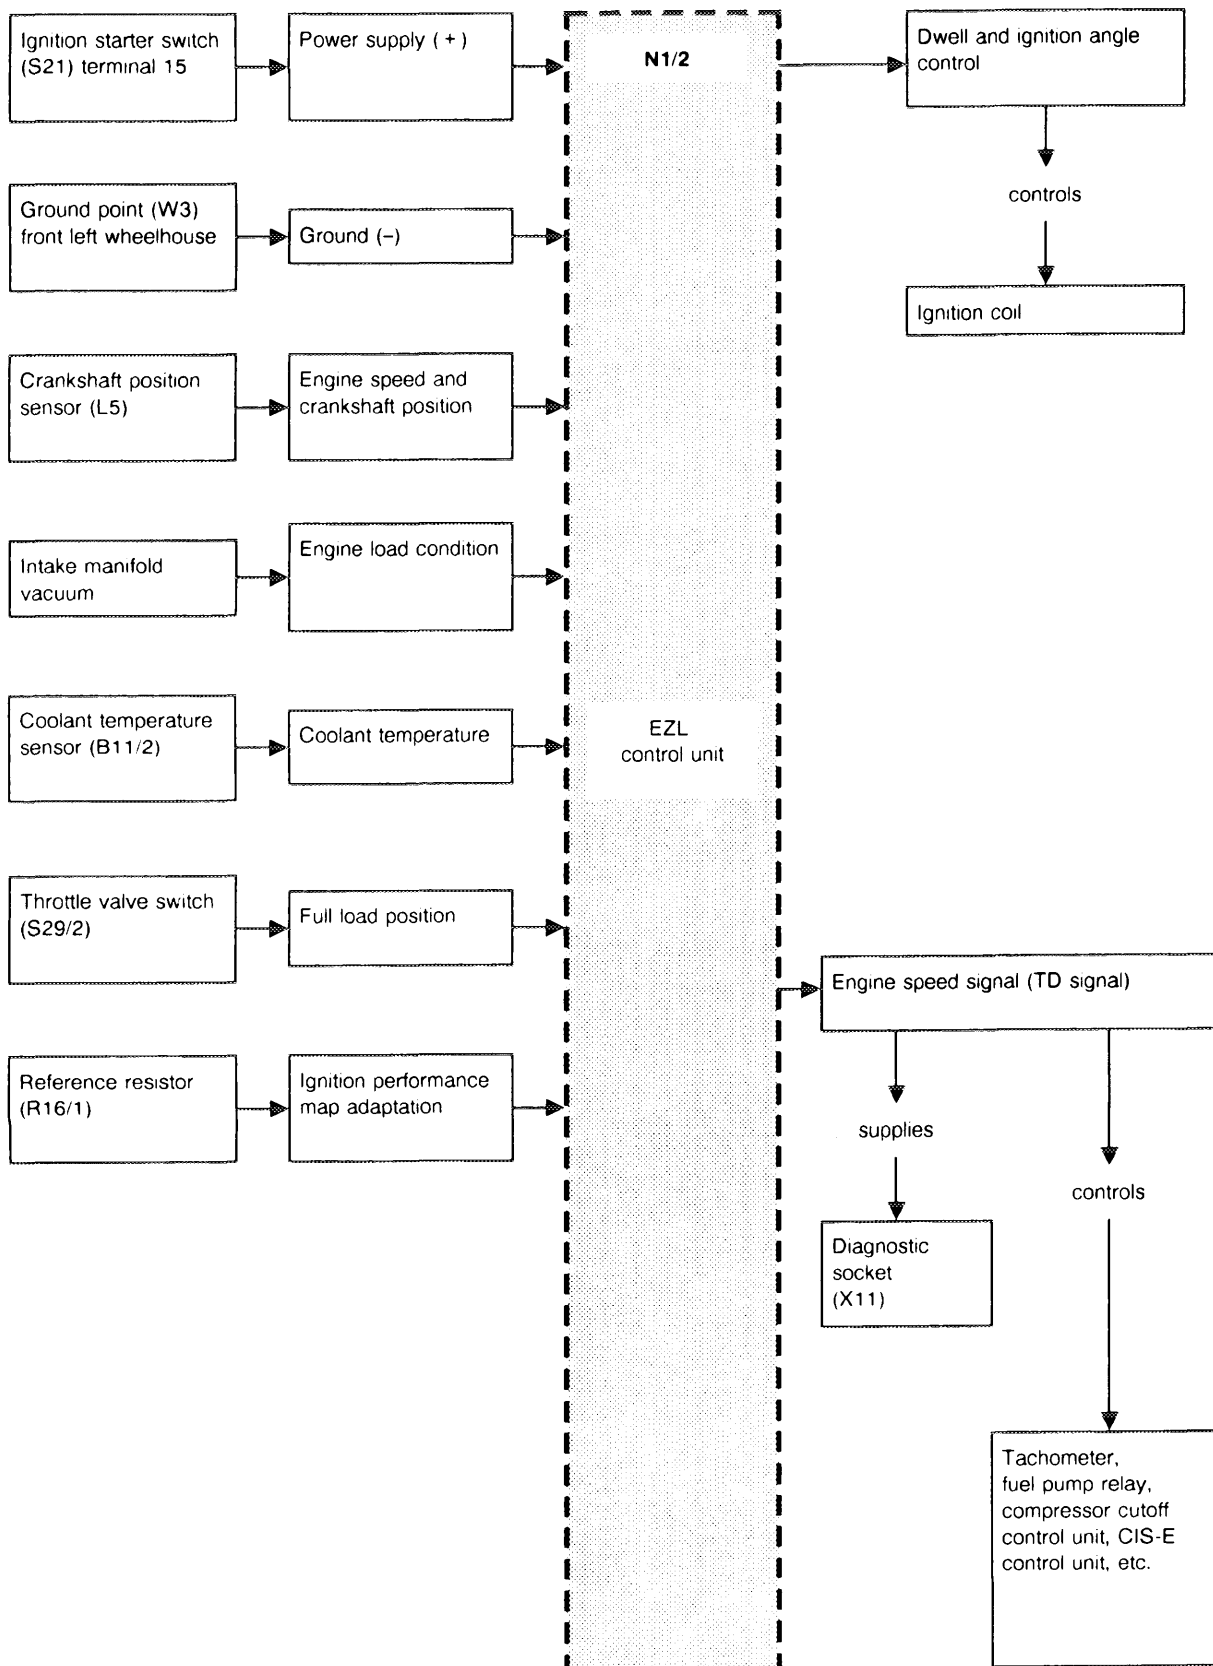 Ignition starter switch
(S21) terminal 15
Power supply (+)
N1/2
Dwell and ignition angle
control
controls
Ignition coil
Ground point (W3)
front left wheelhouse
Ground (–)
Crankshaft position
sensor (L5)
Engine speed and
crankshaft position
Intake manifold
vacuum
Engine load condition
Coolant temperature
sensor (B11/2)
Coolant temperature
EZL
control unit
Throttle valve switch
(S29/2)
Full load position
Engine speed signal (TD signal)
Reference resistor
(R16/1)
Ignition performance
map adaptation
supplies
controls
Diagnostic
socket
(X11)
Tachometer,
fuel pump relay,
compressor cutoff
control unit, CIS-E
control unit, etc.